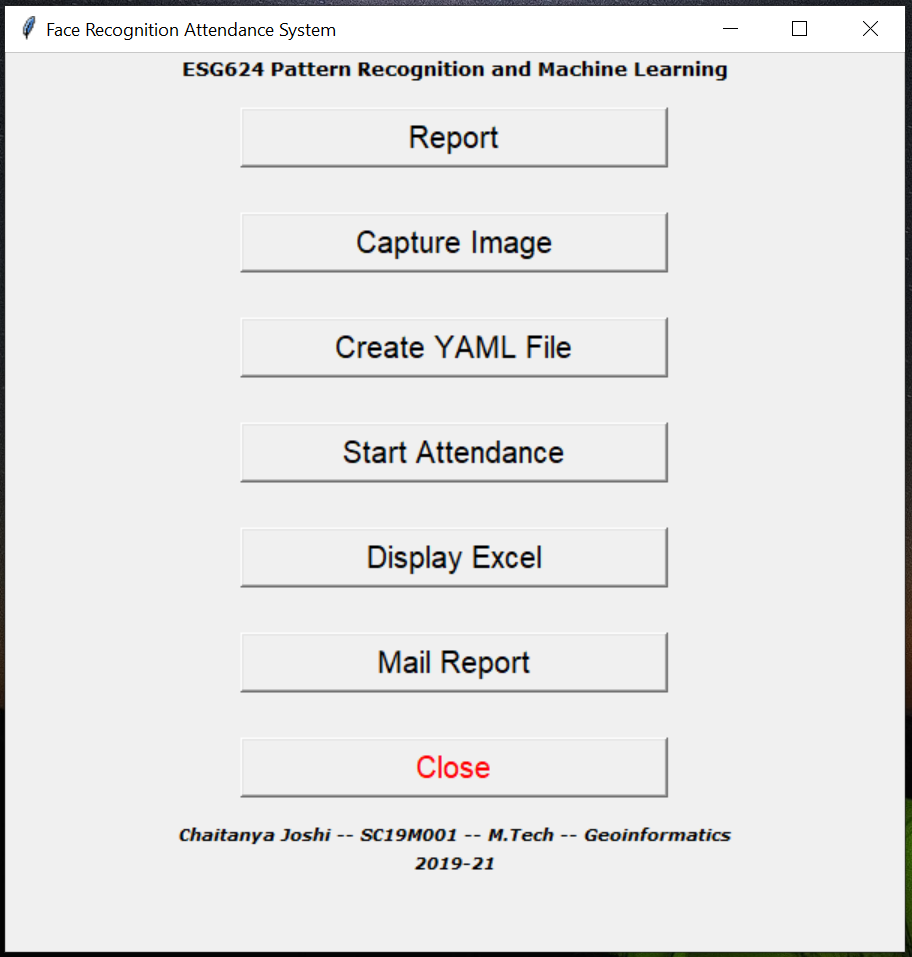 Face Recognition Attendance System
ESG624 Pattern Recognition and Machine Learning
Report
Capture Image
Create YAML File
Start Attendance
Display Excel
Mail Report
Close
Chaitanya Joshi -- SC19M001 -- M.Tech -- Geoinformatics
2019-21